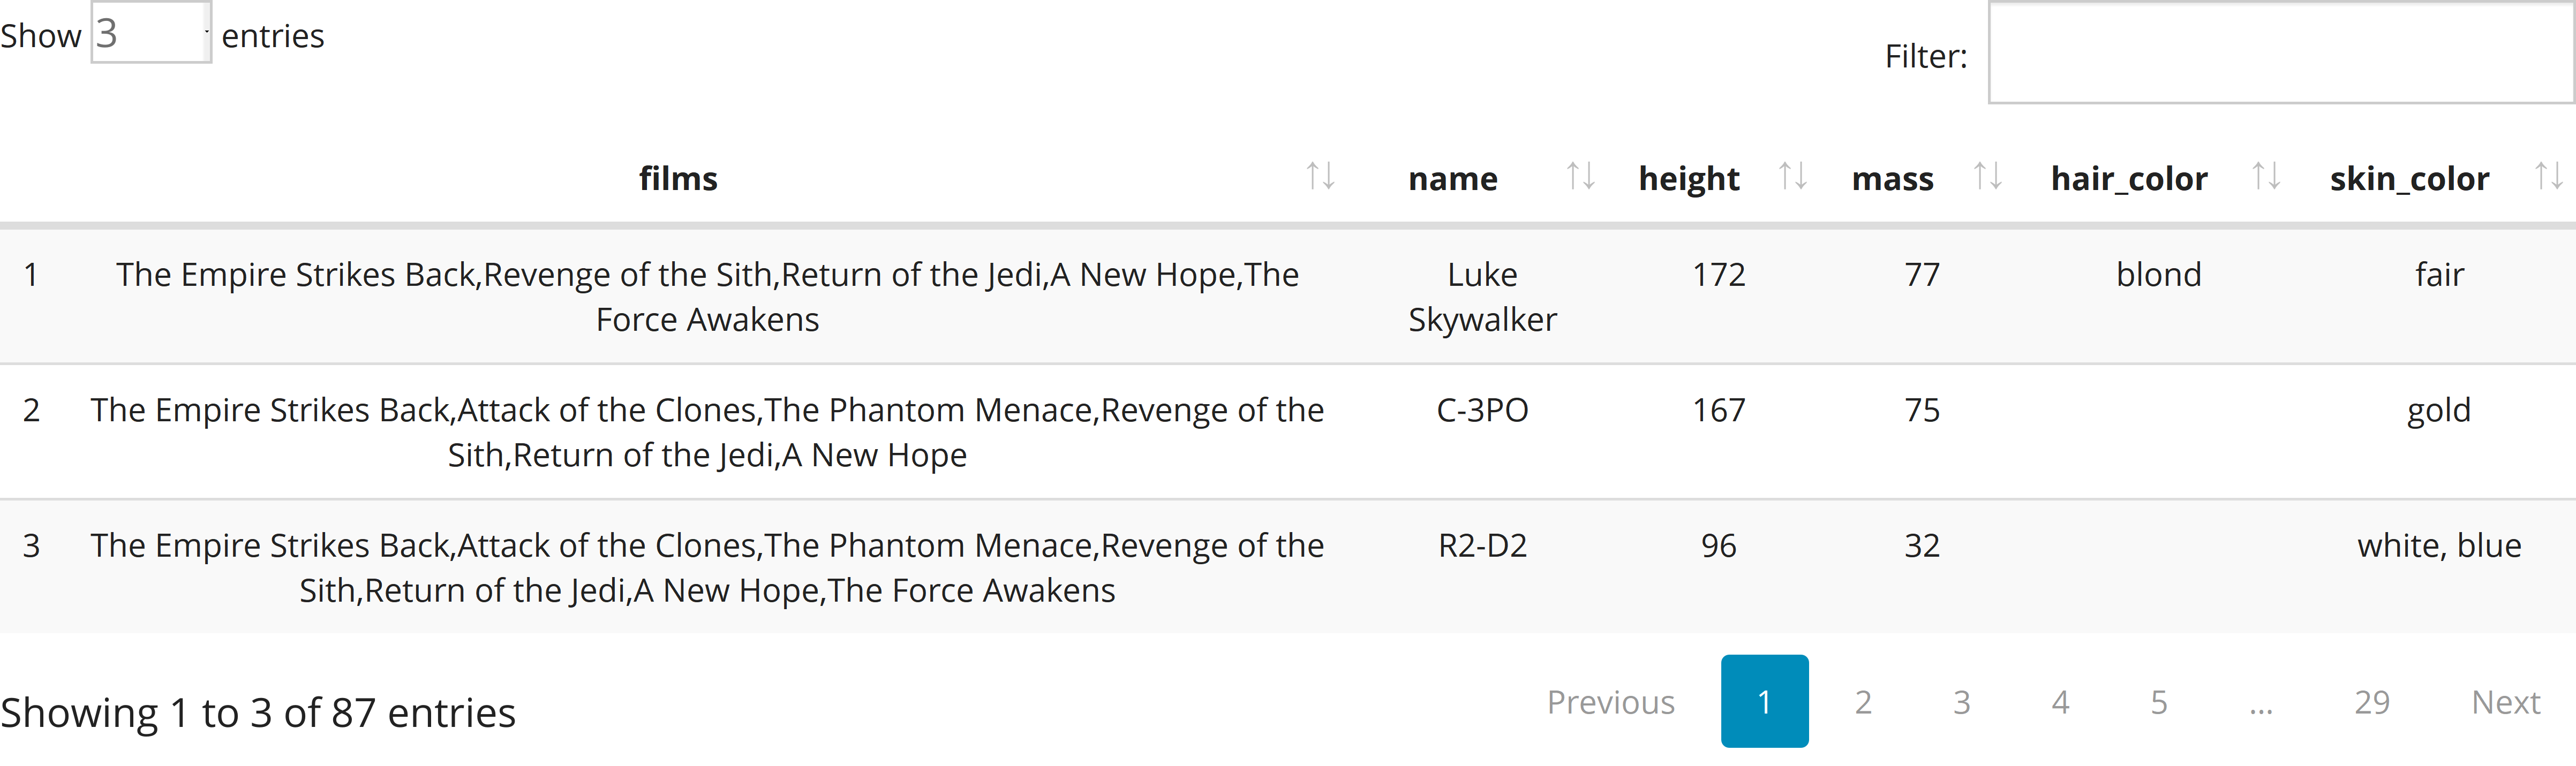 Show 3 entries
Filter:
films name height mass hair_color skin_color
1 The Empire Strikes Back,Revenge of the Sith,Return of the Jedi,A New Hope,The Luke 172 77 blond fair
Force Awakens Skywalker
2 The Empire Strikes Back,Attack of the Clones,The Phantom Menace,Revenge of the C-3PO 167 75 gold
Sith,Return of the Jedi,A New Hope
3 The Empire Strikes Back,Attack of the Clones,The Phantom Menace,Revenge of the R2-D2 96 32 white, blue
Sith,Return of the Jedi,A New Hope,The Force Awakens
Showing 1 to 3 of 87 entries Previous 1 2 3 4 5 ... 29 Next